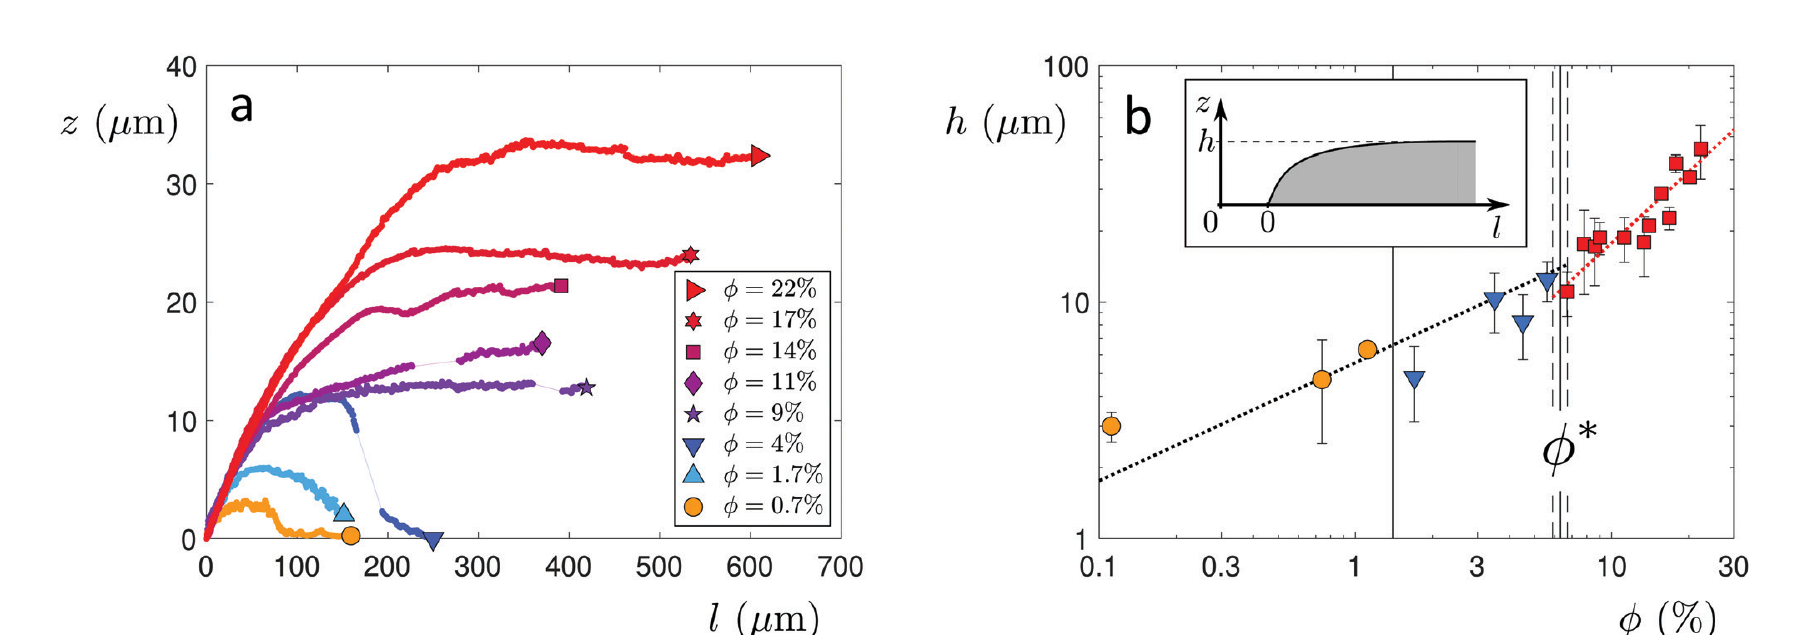 a
z (μm)
40
30
20
10
0
0 100 200 300 400 500 600 700
l (μm)
ϕ = 22%
ϕ = 17%
ϕ = 14%
ϕ = 11%
ϕ = 9%
ϕ = 4%
ϕ = 1.7%
ϕ = 0.7%
b
h (μm)
100
10
1
0.1 0.3 1 3 10 30
ϕ (%)
z
h
0 0 l
ϕ*